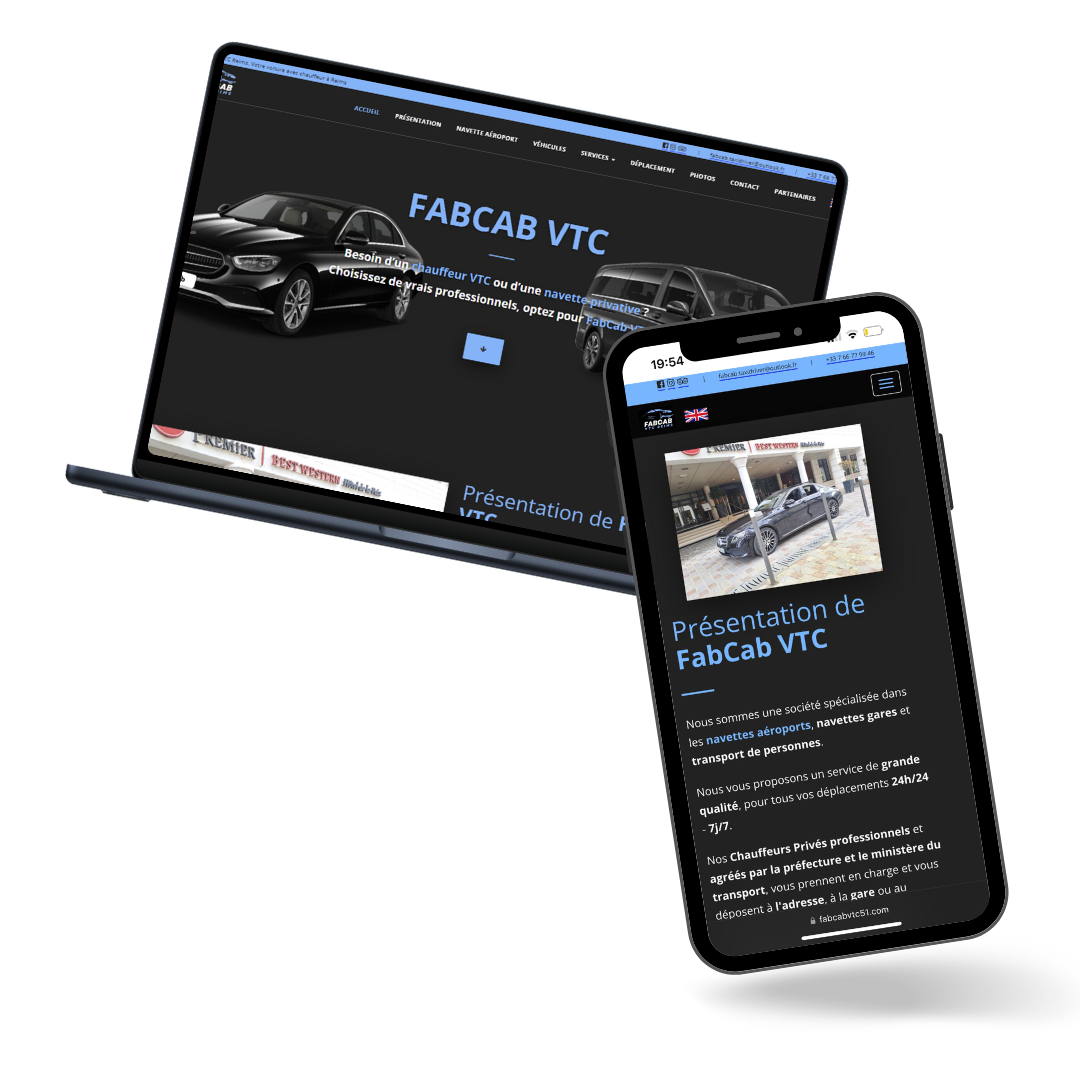 C Reims, Votre voiture avec chauffeur à Reims
fabcab.taxidriver@outlook.fr
+33 7 66 7
AB
IMS
ACCUEIL
PRÉSENTATION
NAVETTE AÉROPORT
VÉHICULES
SERVICES
DÉPLACEMENT
PHOTOS
CONTACT
PARTENAIRES
FABCAB VTC
Besoin d'un chauffeur VTC ou d'une navette privative ?
Choisissez de vrais professionnels, optez pour FabCab VT
PREMIER
BEST WESTERN
Présentation de F
VTC
19:54
fabcab.taxidriver@outlook.fr
+33 7 66 77 99 46
FABCAB
VTC REIMS
PREMIER
BEST WESTERN
Présentation de
FabCab VTC
Nous sommes une société spécialisée dans
les navettes aéroports, navettes gares et
transport de personnes.
Nous vous proposons un service de grande
qualité, pour tous vos déplacements 24h/24
- 7j/7.
Nos Chauffeurs Privés professionnels et
agréés par la préfecture et le ministère du
transport, vous prennent en charge et vous
déposent à l'adresse, à la gare ou au
fabcabvtc51.com